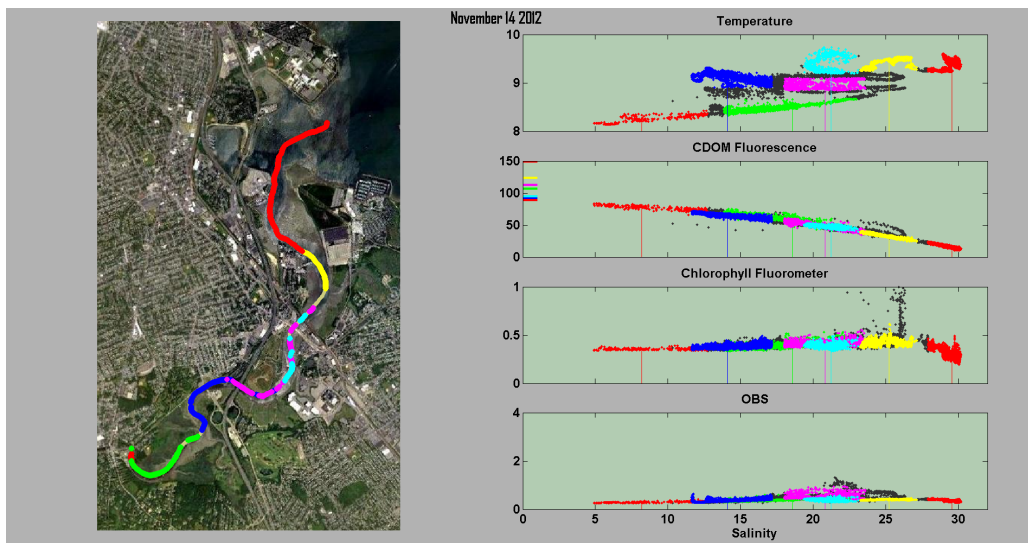 November 14 2012
Temperature
10
9
8
CDOM Fluorescence
150
100
50
0
Chlorophyll Fluorometer
1
0.5
0
OBS
4
2
0
0 5 10 15 20 25 30
Salinity